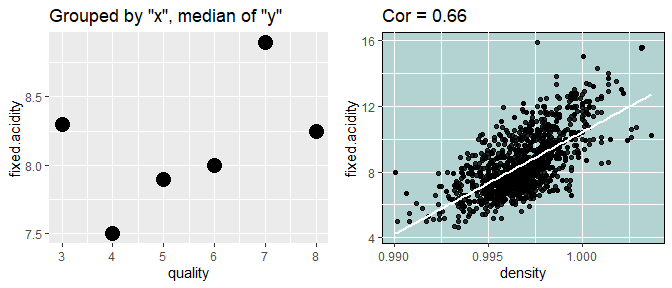 Grouped by "x", median of "y"
fixed acidity
8.5
8.0
7.5
3 4 5 6 7 8
quality
Cor = 0.66
fixed acidity
16
12
8
4
0.990 0.995 1.000
density